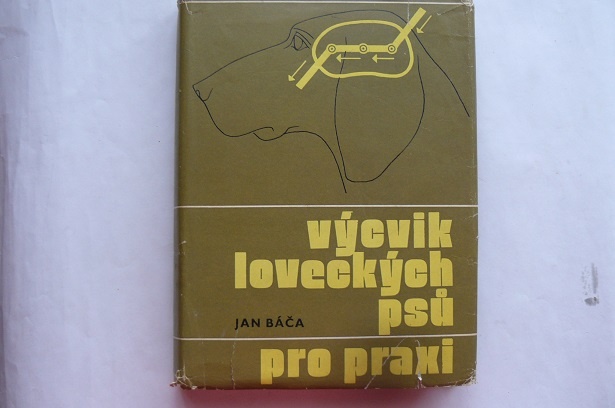 výcvik
loveckých
psů
JAN BÁČA
pro praxi